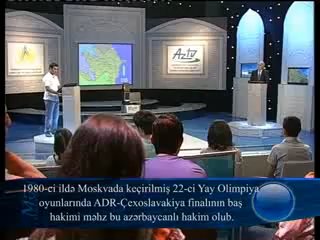 AzTV
1980-ci ildə Moskvada keçirilmiş 22-ci Yay Olimpiya
oyunlarında ADR-Çexoslavakiya finalının baş
hakimi məhz bu azərbaycanlı hakim olub.